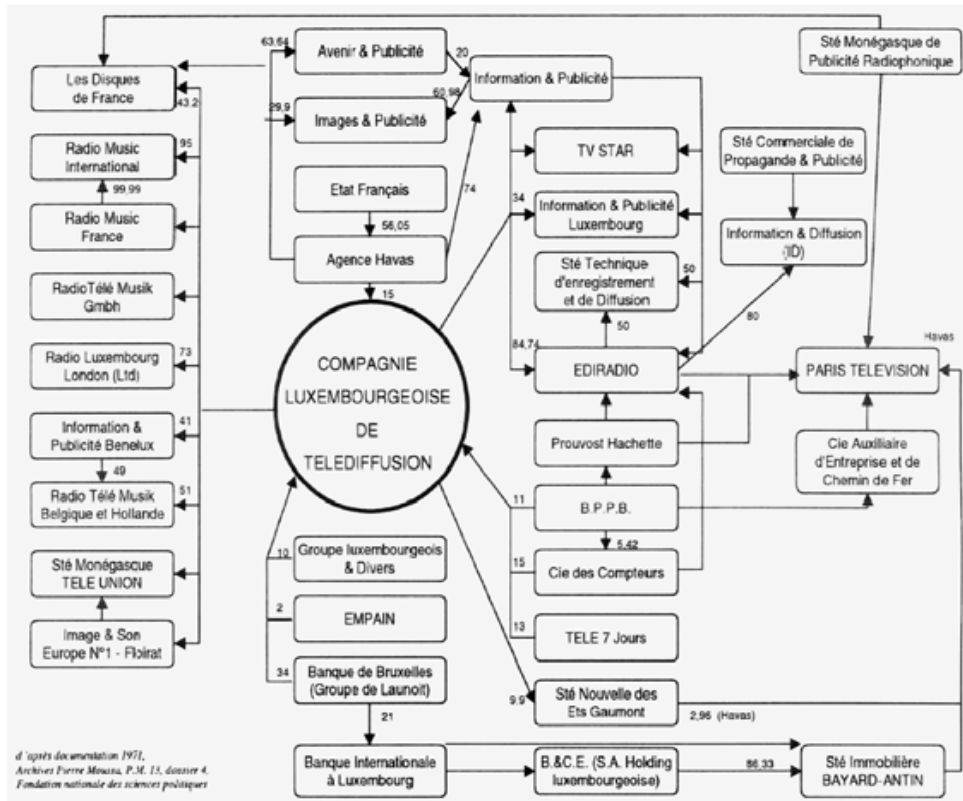 Les Disques
de France
43,2
Radio Music
International
95
99,99
Radio Music
France
RadioTélé Musik
Gmbh
Radio Luxembourg
London (Ltd)
73
Information &
Publicité Benelux
41
49
Radio Télé Musik
Belgique et Hollande
51
Sté Monégasque
TELE UNION
Image & Son
Europe N°1 - Floirat
63,64
Avenir & Publicité
20
29,9
Images & Publicité
60,98
Etat Français
56,05
Agence Havas
74
15
COMPAGNIE
LUXEMBOURGEOISE
DE
TELEDIFFUSION
10
Groupe luxembourgeois
& Divers
2
EMPAIN
34
Banque de Bruxelles
(Groupe de Launoit)
21
Banque Internationale
à Luxembourg
Information & Publicité
TV STAR
34
Information & Publicité
Luxembourg
Sté Technique
d'enregistrement
et de Diffusion
50
50
84,74
EDIRADIO
80
Prouvost Hachette
11
B.P.P.B.
5,42
15
Cie des Compteurs
13
TELE 7 Jours
9.9
Sté Nouvelle des
Ets Gaumont
2,96 (Havas)
B.&C.E. (S.A. Holding
luxembourgeoise)
66,33
Sté Monégasque de
Publicité Radiophonique
Sté Commerciale de
Propagande & Publicité
Information & Diffusion
(ID)
Havas
PARIS TELEVISION
Cie Auxiliaire
d'Entreprise et de
Chemin de Fer
Sté Immobilière
BAYARD-ANTIN
d'après documentation 1971,
Archives Pierre Moussa, P.M. 13, dossier 4,
Fondation nationale des sciences politiques